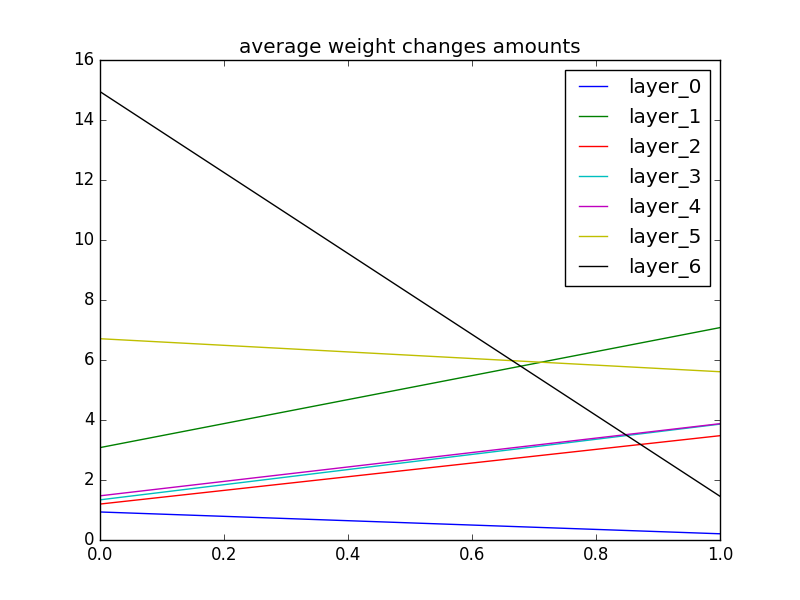 average weight changes amounts
16
14
12
10
8
6
4
2
0
layer_0
layer_1
layer_2
layer_3
layer_4
layer_5
layer_6
0.0 0.2 0.4 0.6 0.8 1.0